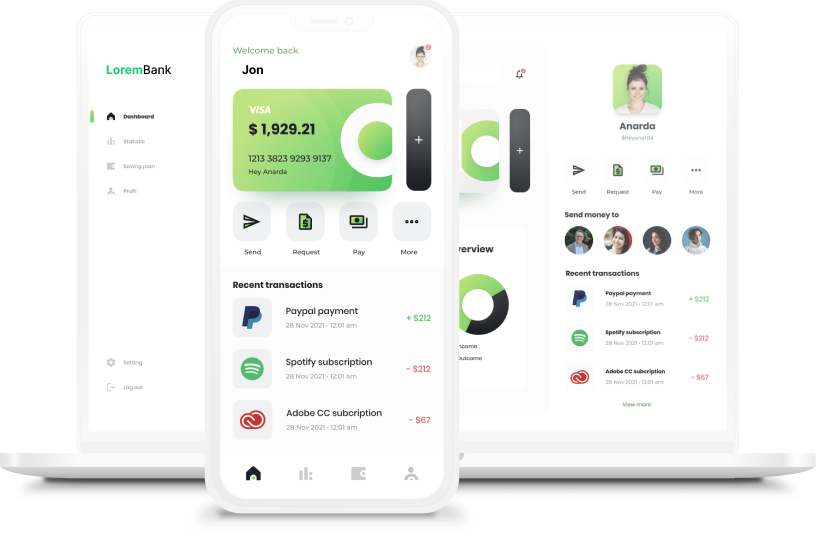 LoremBank
Dashboard
Statistic
Saving plan
Profil
Setting
Log out
Welcome back
Jon
VISA
$ 1,929.21
1213 3823 9293 9137
Hey Ananda
+
Send
Request
Pay
More
Recent transactions
Paypal payment
28 Nov 2021 • 12:01 am
+ $212
Spotify subscription
28 Nov 2021 • 12:01 am
- $212
Adobe CC subcription
28 Nov 2021 • 12:01 am
- $67
+
verview
ncome
Outcome
Anarda
$heyananda
Send
Request
Pay
More
Send money to
Recent transactions
Paypal payment
28 Nov 2021 • 12:01 am
+ $212
Spotify subscription
28 Nov 2021 • 12:01 am
- $212
Adobe CC subscription
28 Nov 2021 • 12:01 am
- $67
View more